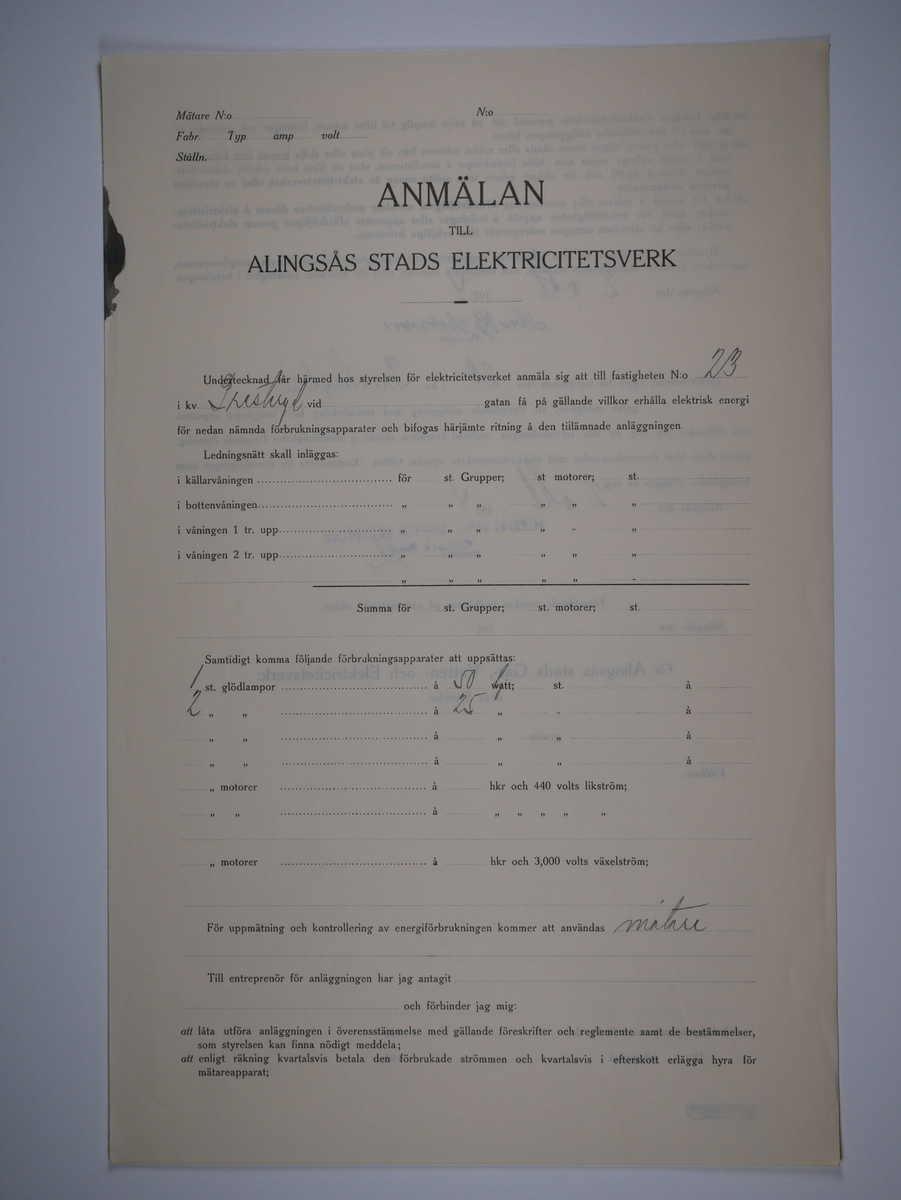 Mätare N:o N:o
Fabr. Typ amp volt
Ställn.
ANMÄLAN
TILL
ALINGSÅS STADS ELEKTRICITETSVERK
Undertecknad får härmed hos styrelsen för elektricitetsverket anmäla sig att till fastigheten N:o 23
i kv. vid gatan få på gällande villkor erhålla elektrisk energi
för nedan nämnda förbrukningsapparater och bifogas härjämte ritning å den tillämnade anläggningen.
Ledningsnätt skall inläggas:
i källarvåningen för st. Grupper; st motorer; st.
i bottenvåningen „ „ „ „ „ „
i våningen 1 tr. upp „ „ „ „ „ „
i våningen 2 tr. upp „ „ „ „ „ „
„ „ „ „ „ „
Summa för st. Grupper; st. motorer; st.
Samtidigt komma följande förbrukningsapparater att uppsättas:
1 st. glödlampor å 50 watt; st. å
2 „ „ å 25 „ „ å
„ „ å „ „ å
„ „ å „ „ å
„ motorer å hkr och 440 volts likström;
„ „ å „ „ „ „ „
„ motorer å hkr och 3,000 volts växelström;
För uppmätning och kontrollering av energiförbrukningen kommer att användas mätare
Till entreprenör för anläggningen har jag antagit
och förbinder jag mig:
att låta utföra anläggningen i överensstämmelse med gällande föreskrifter och reglemente samt de bestämmelser,
som styrelsen kan finna nödigt meddela;
att enligt räkning kvartalsvis betala den förbrukade strömmen och kvartalsvis i efterskott erlägga hyra för
mätareapparat;